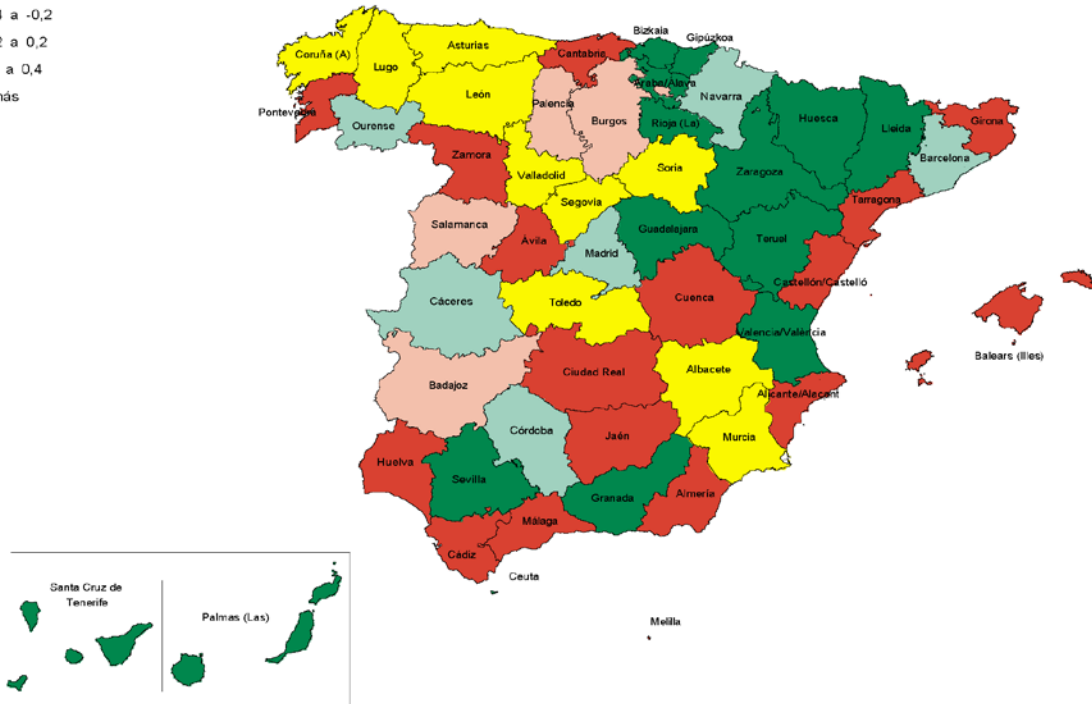 a -0,2
a 0,2
a 0,4
Bizkaia
Gipúzkoa
Asturias
Cantabria
Coruña (A)
Lugo
Araba/Álava
León
Palencia
Navarra
Huesca
Pontevedra
Burgos
Rioja (La)
Lleida
Girona
Ourense
Zamora
Barcelona
Valladolid
Soria
Zaragoza
Segovia
Tarragona
Salamanca
Guadalajara
Ávila
Teruel
Madrid
Castellón/Castelló
Cáceres
Toledo
Cuenca
Valencia/València
Balears (Illes)
Ciudad Real
Albacete
Badajoz
Alicante/Alacant
Córdoba
Jaén
Murcia
Huelva
Sevilla
Granada
Almería
Málaga
Cádiz
Ceuta
Melilla
Santa Cruz de
Tenerife
Palmas (Las)